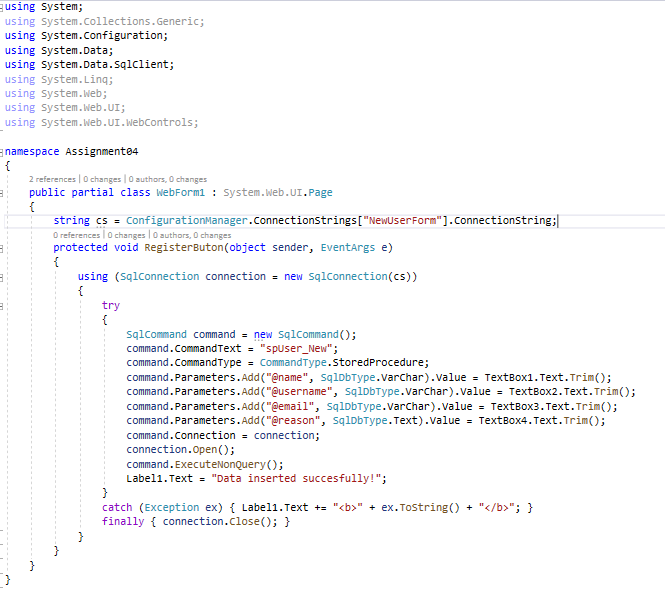 using System;
using System.Collections.Generic;
using System.Configuration;
using System.Data;
using System.Data.SqlClient;
using System.Linq;
using System.Web;
using System.Web.UI;
using System.Web.UI.WebControls;
namespace Assignment04
{
2 references | 0 changes | 0 authors, 0 changes
public partial class WebForm1 : System.Web.UI.Page
{
string cs = ConfigurationManager.ConnectionStrings["NewUserForm"].ConnectionString;
0 references | 0 changes | 0 authors, 0 changes
protected void RegisterButon(object sender, EventArgs e)
{
using (SqlConnection connection = new SqlConnection(cs))
{
try
{
SqlCommand command = new SqlCommand();
command.CommandText = "spUser_New";
command.CommandType = CommandType.StoredProcedure;
command.Parameters.Add("@name", SqlDbType.VarChar).Value = TextBox1.Text.Trim();
command.Parameters.Add("@username", SqlDbType.VarChar).Value = TextBox2.Text.Trim();
command.Parameters.Add("@email", SqlDbType.VarChar).Value = TextBox3.Text.Trim();
command.Parameters.Add("@reason", SqlDbType.Text).Value = TextBox4.Text.Trim();
command.Connection = connection;
connection.Open();
command.ExecuteNonQuery();
Label1.Text = "Data inserted succesfully!";
}
catch (Exception ex) { Label1.Text += "<b>" + ex.ToString() + "</b>"; }
finally { connection.Close(); }
}
}
}
}